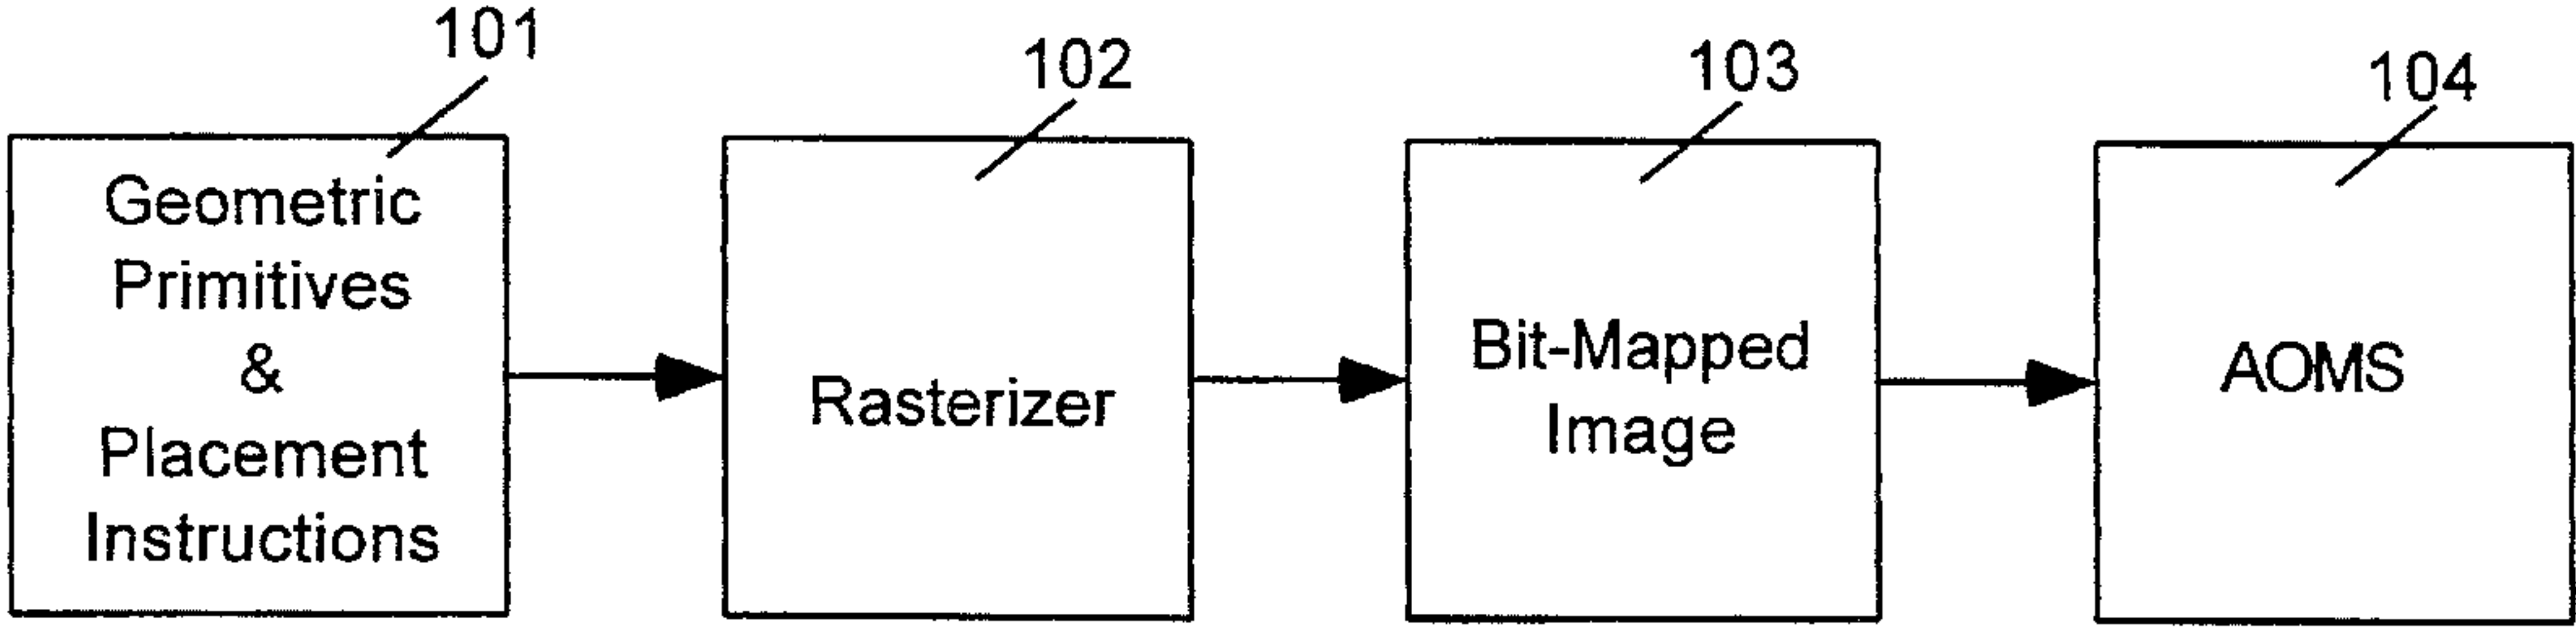 101
102
103
104
Geometric
Primitives
&
Placement
Instructions
Rasterizer
Bit-Mapped
Image
AOMS